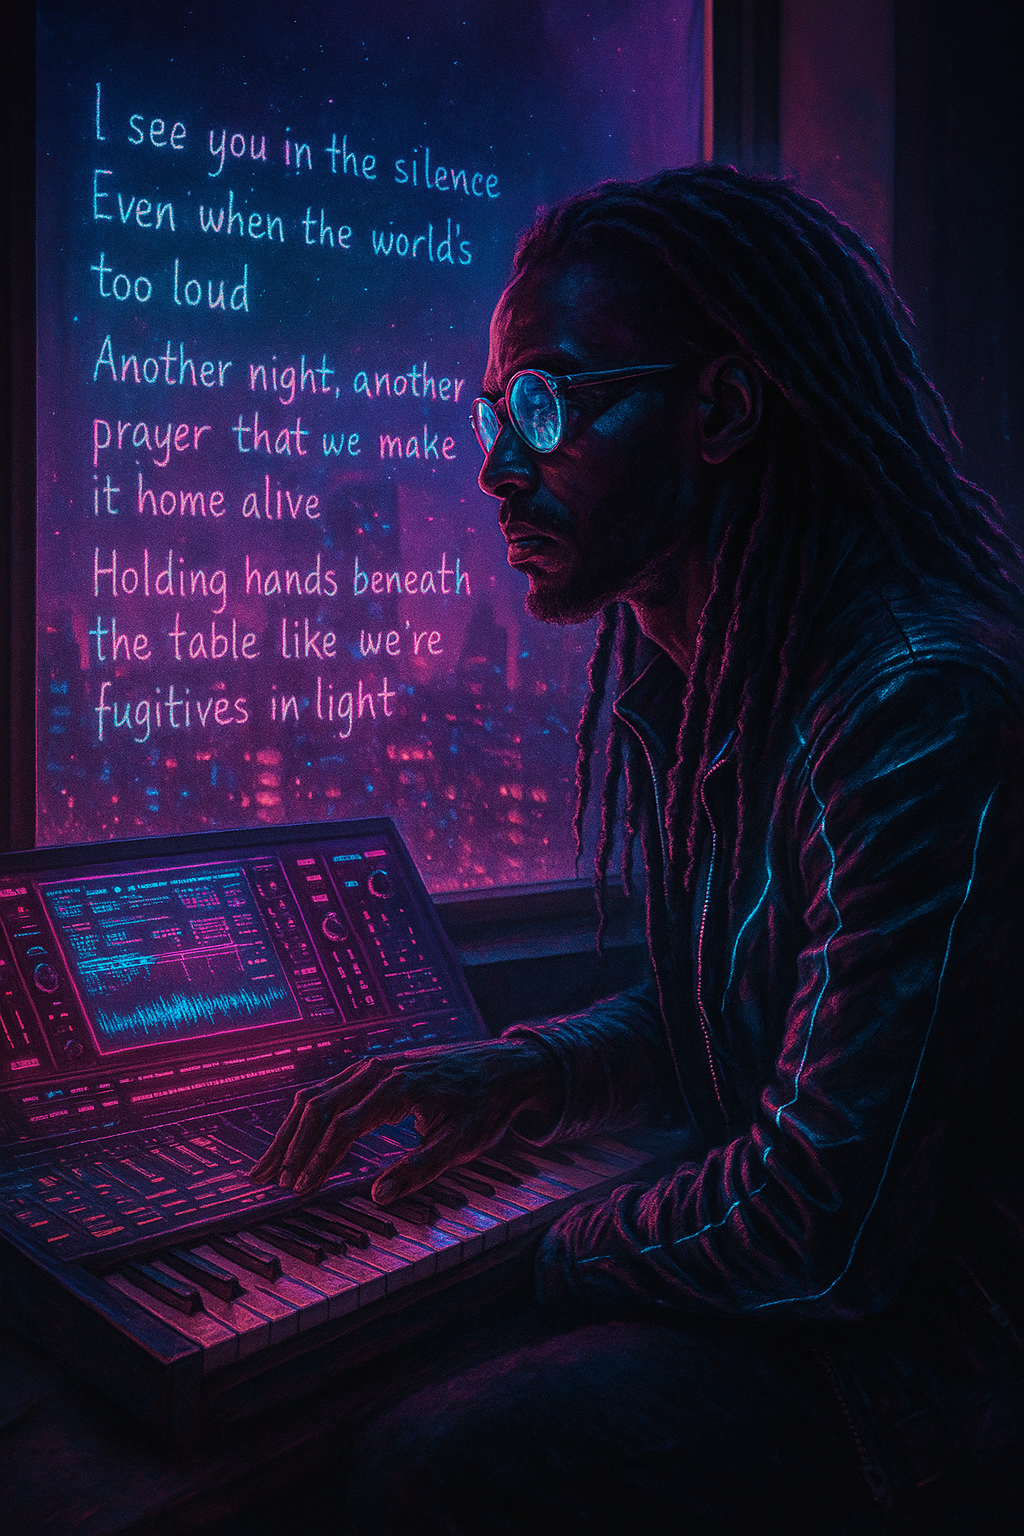 I see you in the silence
Even when the world's
too loud
Another night, another
prayer that we make
it home alive
Holding hands beneath
the table like we're
fugitives in light